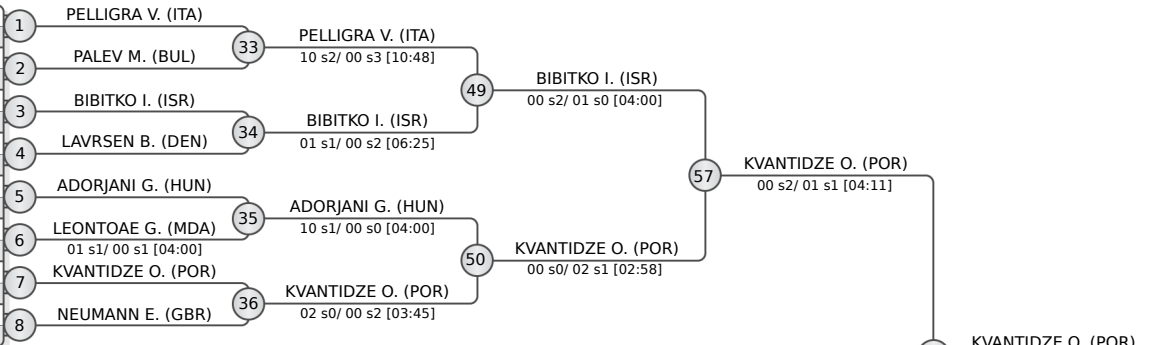 1 PELLIGRA V. (ITA)
2 PALEV M. (BUL)
33 PELLIGRA V. (ITA)
10 s2/ 00 s3 [10:48]
3 BIBITKO I. (ISR)
4 LAVRSEN B. (DEN)
34 BIBITKO I. (ISR)
01 s1/ 00 s2 [06:25]
49 BIBITKO I. (ISR)
00 s2/ 01 s0 [04:00]
5 ADORJANI G. (HUN)
6 LEONTOAE G. (MDA)
01 s1/ 00 s1 [04:00]
35 ADORJANI G. (HUN)
10 s1/ 00 s0 [04:00]
7 KVANTIDZE O. (POR)
8 NEUMANN E. (GBR)
36 KVANTIDZE O. (POR)
02 s0/ 00 s2 [03:45]
50 KVANTIDZE O. (POR)
00 s0/ 02 s1 [02:58]
57 KVANTIDZE O. (POR)
00 s2/ 01 s1 [04:11]
KVANTIDZE O. (POR)